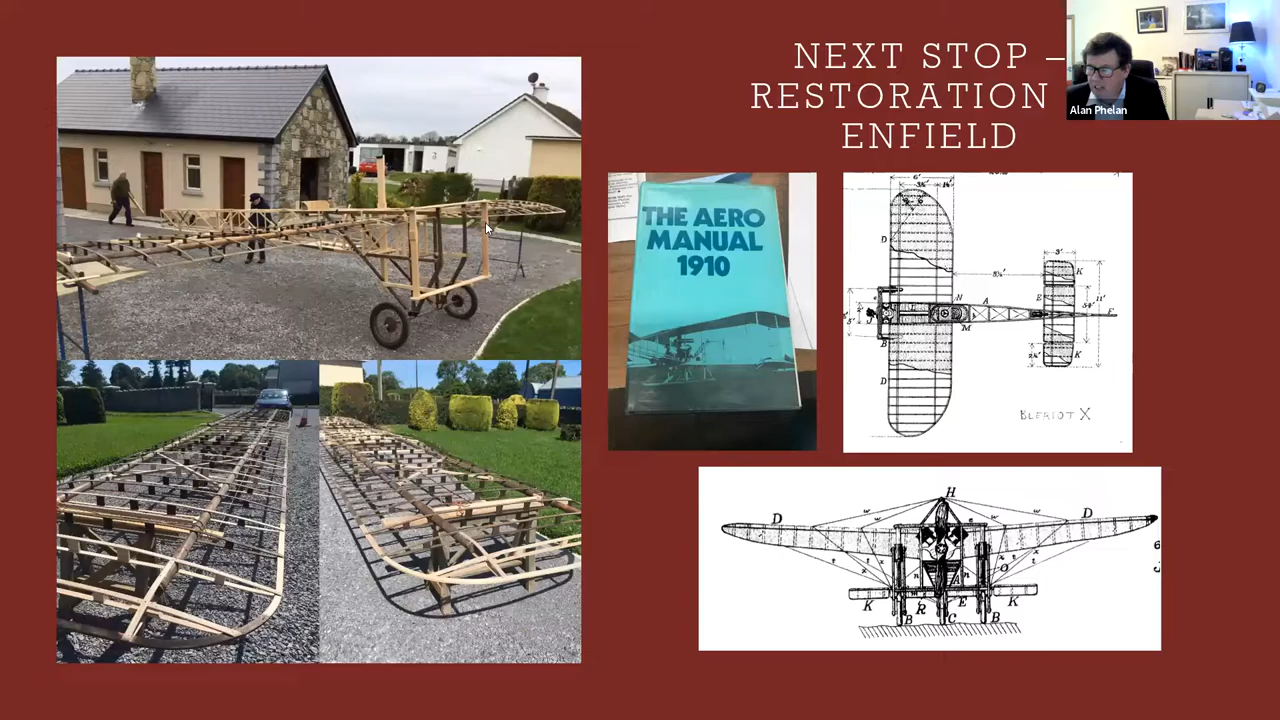 NEXT STOP –
RESTORATION
ENFIELD
Alan Phelan
THE AERO
MANUAL
1910
BLERIOT X
H
D
D
K
R
E
K
B
C
B